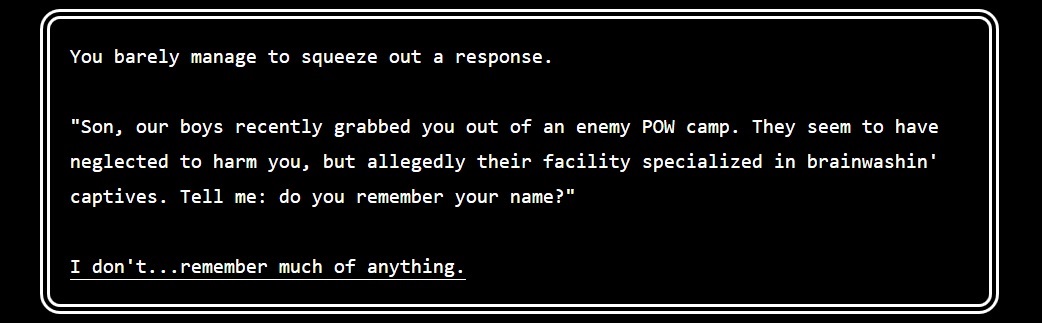 You barely manage to squeeze out a response.
"Son, our boys recently grabbed you out of an enemy POW camp. They seem to have
neglected to harm you, but allegedly their facility specialized in brainwashin'
captives. Tell me: do you remember your name?"
I don't...remember much of anything.